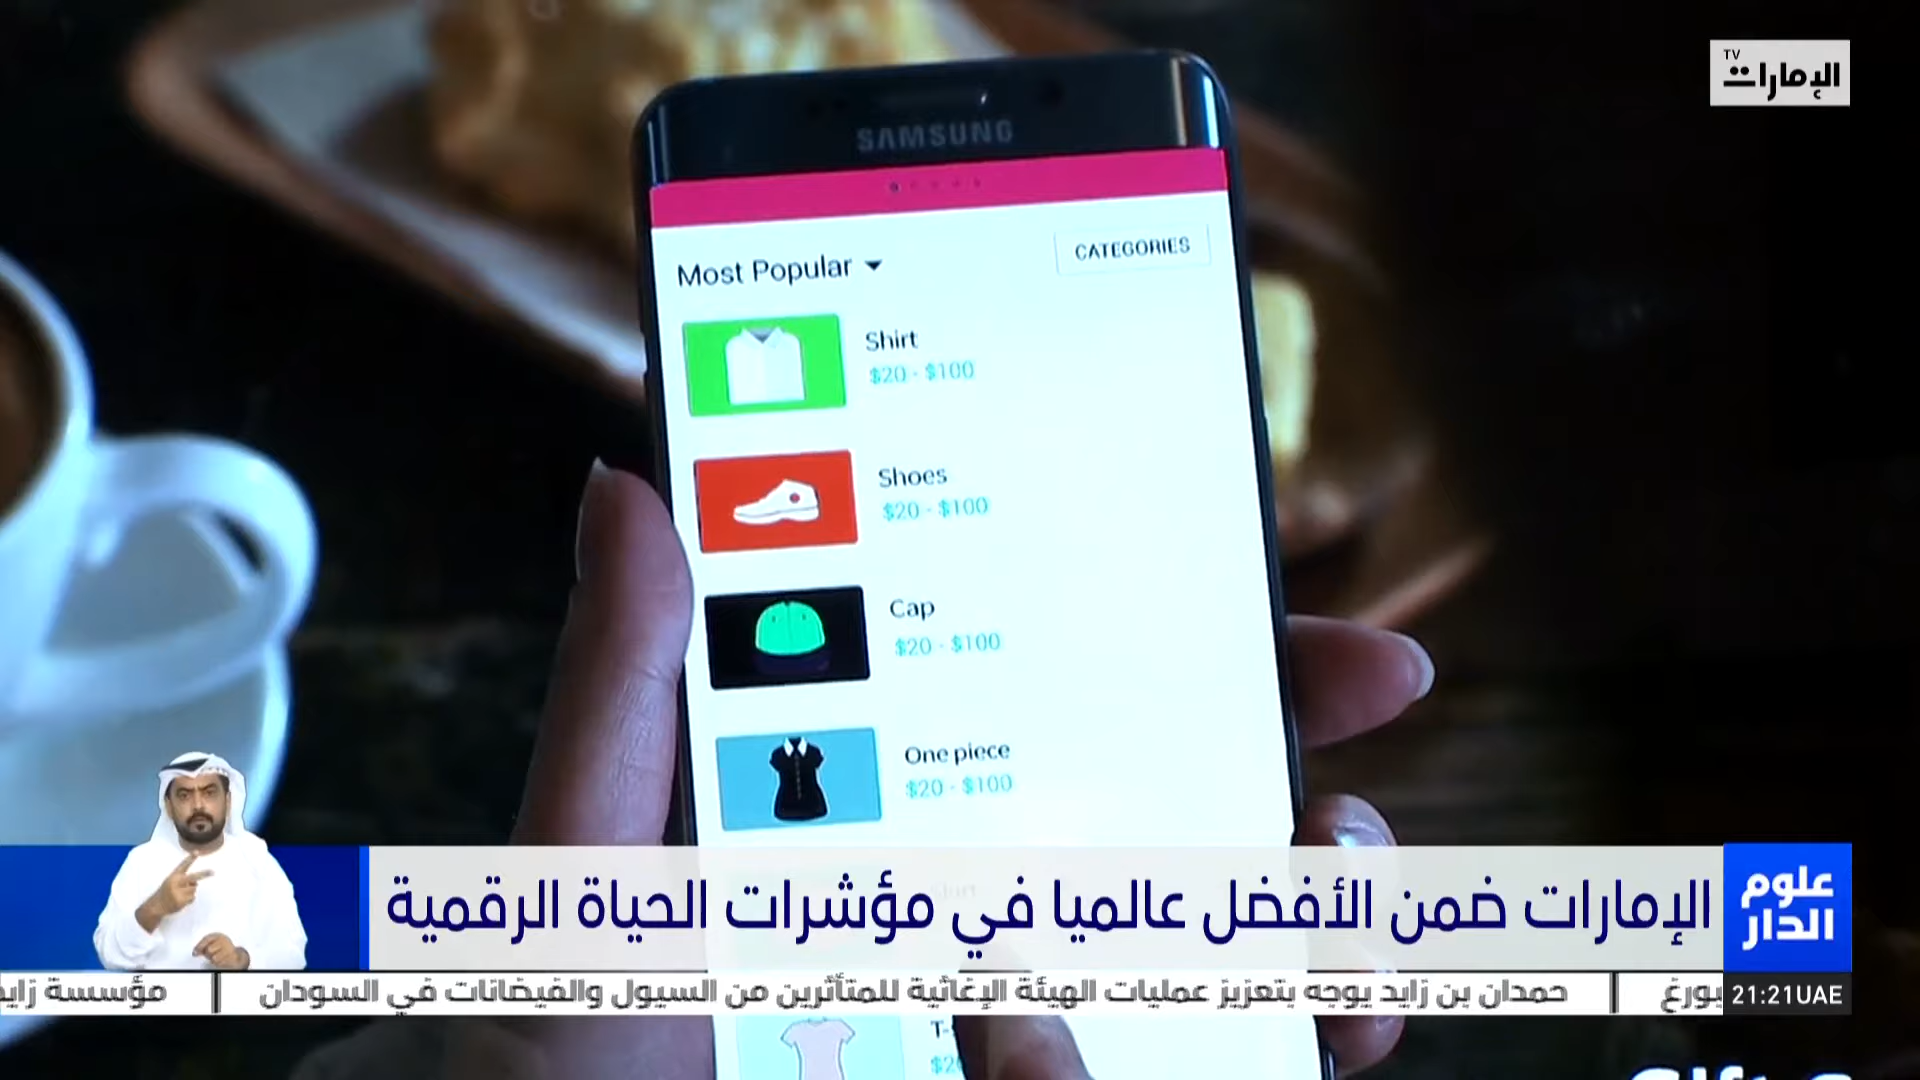 TV
الإمارات
SAMSUNG
Most Popular
CATEGORIES
Shirt
$20 - $100
Shoes
$20 - $100
Cap
$20 - $100
One piece
$20 - $100
علوم
الدار
الإمارات ضمن الأفضل عالميا في مؤشرات الحياة الرقمية
21:21UAE
حمدان بن زايد يوجه بتعزيز عمليات الهيئة الإغاثية للمتأثرين من السيول والفيضانات في السودان
مؤسسة